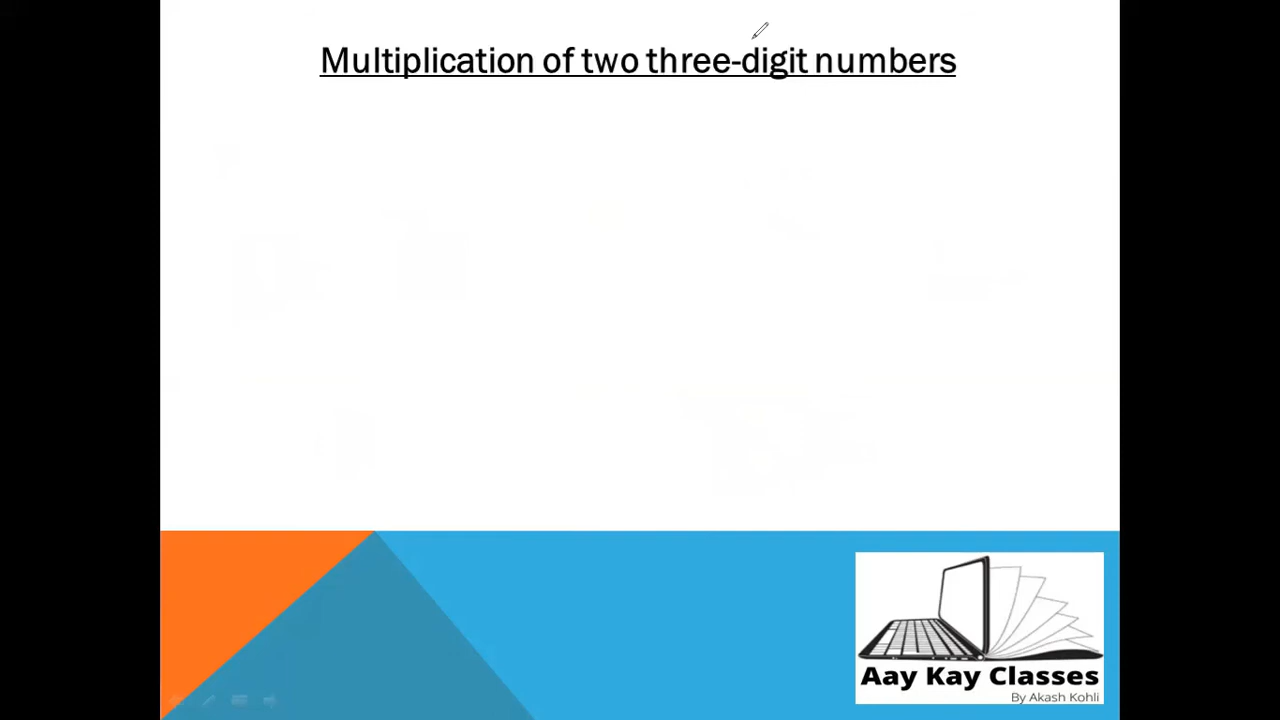 Multiplication of two three-digit numbers
Aay Kay Classes
By Akash Kohli